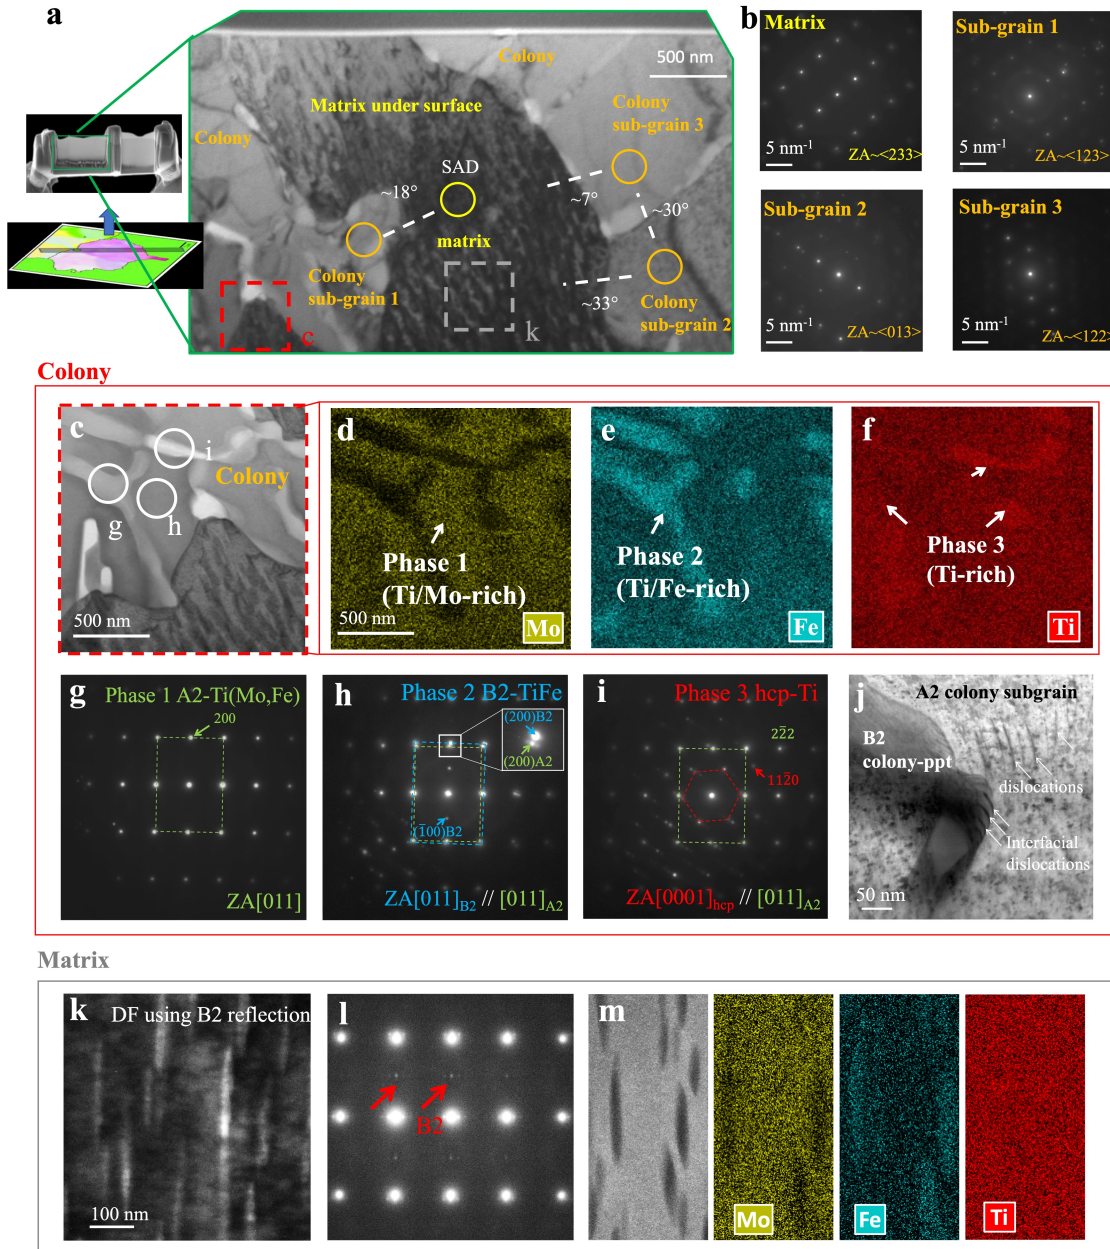 a
Colony
500 nm
Matrix under surface
Colony
Colony
sub-grain 3
SAD
~18°
~7°
~30°
matrix
Colony
sub-grain 1
~33°
Colony
sub-grain 2
c
k
b
Matrix
5 nm⁻¹
ZA~<233>
Sub-grain 1
5 nm⁻¹
ZA~<123>
Sub-grain 2
5 nm⁻¹
ZA~<013>
Sub-grain 3
5 nm⁻¹
ZA~<122>
Colony
c
i
Colony
g
h
500 nm
d
Phase 1
(Ti/Mo-rich)
500 nm
Mo
e
Phase 2
(Ti/Fe-rich)
Fe
f
Phase 3
(Ti-rich)
Ti
g
Phase 1 A2-Ti(Mo,Fe)
200
ZA[011]
h
Phase 2 B2-TiFe
(200)B2
(200)A2
(1̄00)B2
ZA[011]B2 // [011]A2
i
Phase 3 hcp-Ti
22̄2
112̄0
ZA[0001]hcp // [011]A2
j
A2 colony subgrain
B2
colony-ppt
dislocations
Interfacial
dislocations
50 nm
Matrix
k
DF using B2 reflection
100 nm
l
B2
m
Mo
Fe
Ti